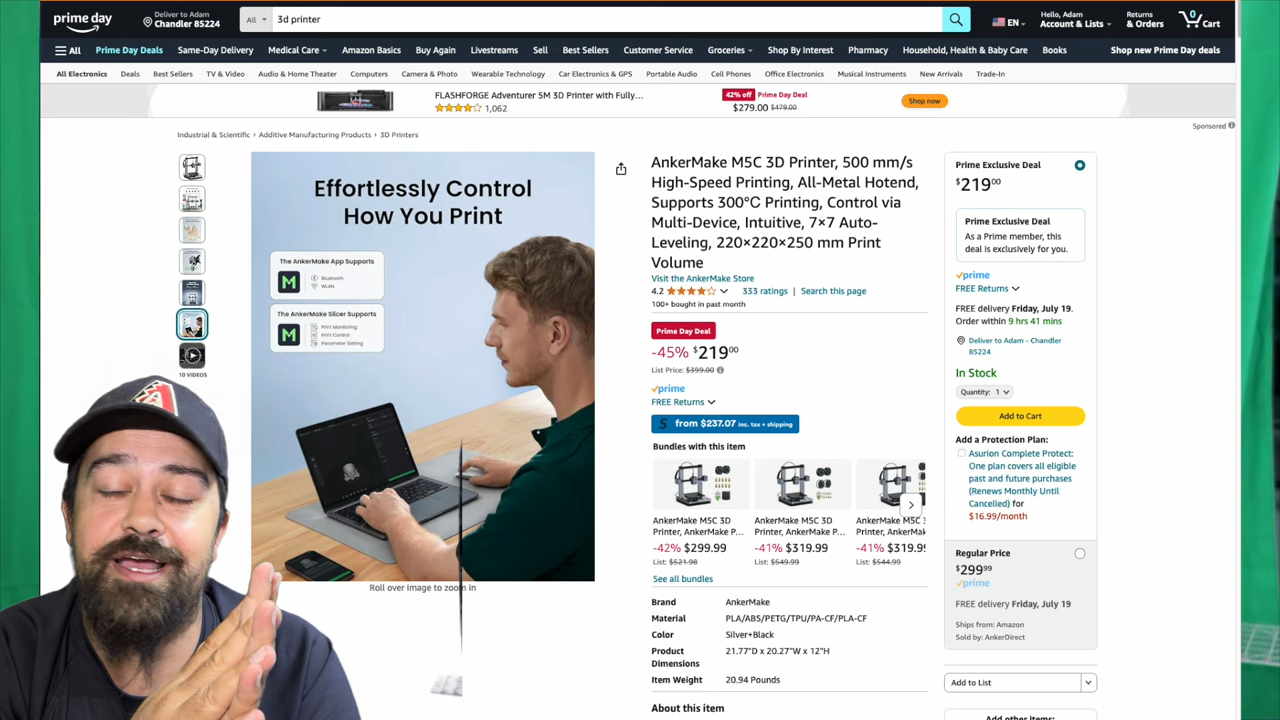 prime day
Deliver to Adam
Chandler 85224
All
3d printer
EN
Hello, Adam
Account & Lists
Returns
& Orders
0
Cart
All
Prime Day Deals
Same-Day Delivery
Medical Care
Amazon Basics
Buy Again
Livestreams
Sell
Best Sellers
Customer Service
Groceries
Shop By Interest
Pharmacy
Household, Health & Baby Care
Books
Shop new Prime Day deals
All Electronics
Deals
Best Sellers
TV & Video
Audio & Home Theater
Computers
Camera & Photo
Wearable Technology
Car Electronics & GPS
Portable Audio
Cell Phones
Office Electronics
Musical Instruments
New Arrivals
Trade-In
FLASHFORGE Adventurer 5M 3D Printer with Fully…
1,062
42% off Prime Day Deal
$279.00 $479.00
Shop now
Sponsored
Industrial & Scientific › Additive Manufacturing Products › 3D Printers
10 VIDEOS
Effortlessly Control
How You Print
The AnkerMake App Supports
Bluetooth
WLAN
The AnkerMake Slicer Supports
Print Monitoring
Print Control
Parameter Setting
Roll over image to zoom in
AnkerMake M5C 3D Printer, 500 mm/s
High-Speed Printing, All-Metal Hotend,
Supports 300℃ Printing, Control via
Multi-Device, Intuitive, 7×7 Auto-
Leveling, 220×220×250 mm Print
Volume
Visit the AnkerMake Store
4.2
333 ratings | Search this page
100+ bought in past month
Prime Day Deal
-45% $219 00
List Price: $399.00
prime
FREE Returns
S from $237.07 inc. tax + shipping
Bundles with this item
AnkerMake M5C 3D
Printer, AnkerMake P…
-42% $299.99
List: $521.98
AnkerMake M5C 3D
Printer, AnkerMake P…
-41% $319.99
List: $549.99
AnkerMake M5C 3D
Printer, AnkerMake
-41% $319.99
List: $544.99
See all bundles
Brand AnkerMake
Material PLA/ABS/PETG/TPU/PA-CF/PLA-CF
Color Silver+Black
Product Dimensions 21.77"D x 20.27"W x 12"H
Item Weight 20.94 Pounds
About this item
Prime Exclusive Deal
$219 00
Prime Exclusive Deal
As a Prime member, this
deal is exclusively for you.
prime
FREE Returns
FREE delivery Friday, July 19.
Order within 9 hrs 41 mins
Deliver to Adam - Chandler
85224
In Stock
Quantity: 1
Add to Cart
Add a Protection Plan:
Asurion Complete Protect:
One plan covers all eligible
past and future purchases
(Renews Monthly Until
Cancelled) for
$16.99/month
Regular Price
$299 99
prime
FREE delivery Friday, July 19
Ships from: Amazon
Sold by: AnkerDirect
Add to List
Add other items: